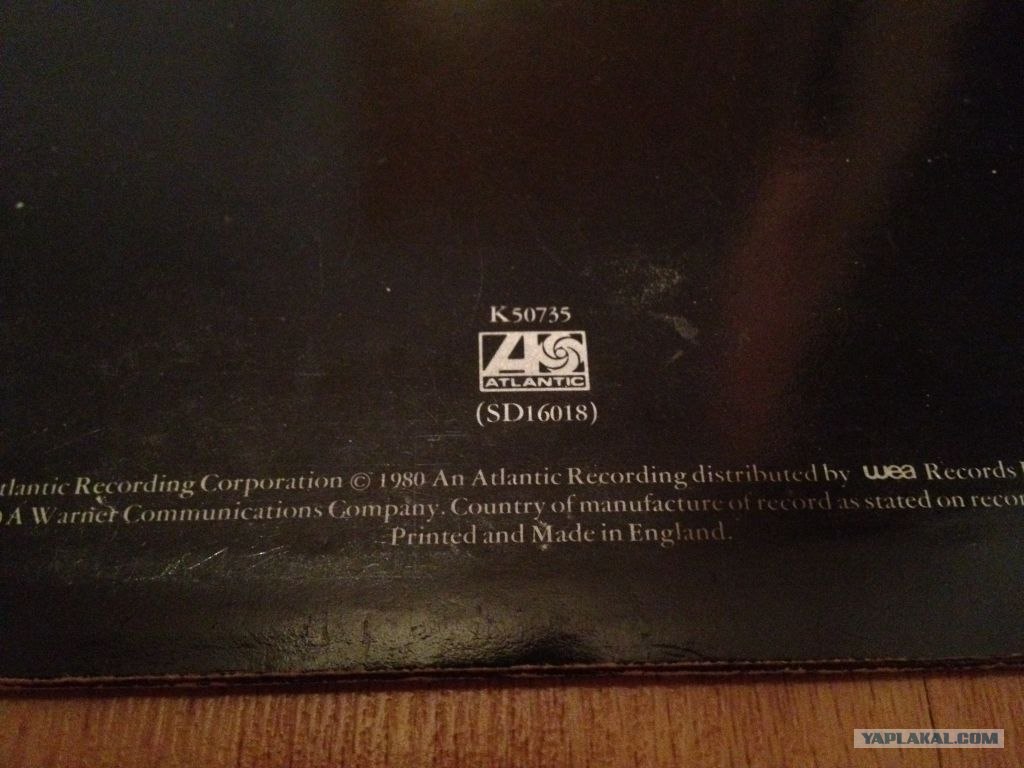 K50735
ATLANTIC
(SD16018)
tlantic Recording Corporation © 1980 An Atlantic Recording distributed by wea Records
A Warner Communications Company. Country of manufacture of record as stated on recor
Printed and Made in England.
YAPLAKAL.COM